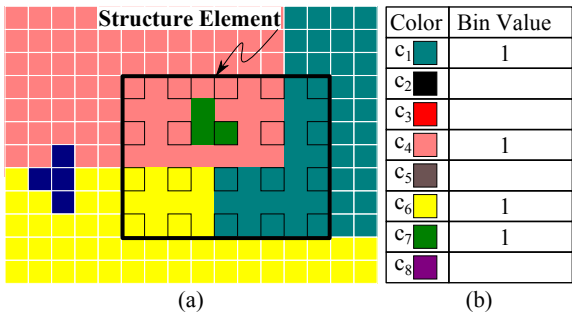 Structure Element
Color Bin Value
c1 1
c2
c3
c4 1
c5
c6 1
c7 1
c8
(a) (b)